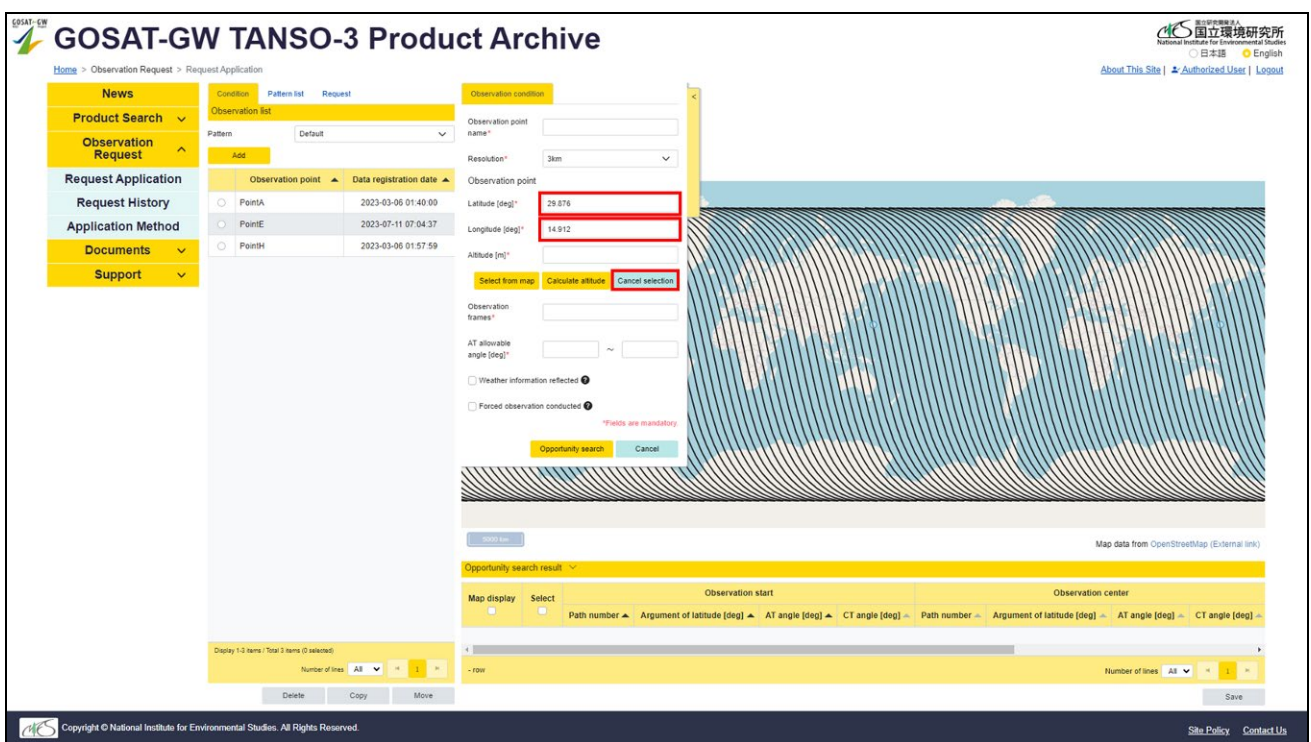 GOSAT-GW
GOSAT-GW TANSO-3 Product Archive
国立研究開発法人
国立環境研究所
National Institute for Environmental Studies
日本語 English
Home > Observation Request > Request Application
About This Site | Authorized User | Logout
News
Product Search
Observation Request
Request Application
Request History
Application Method
Documents
Support
Condition Pattern list Request
Observation list
Pattern Default
Add
Observation point Data registration date
PointA 2023-03-06 01:40:00
PointE 2023-07-11 07:04:37
PointH 2023-03-06 01:57:59
Display 1-3 items / Total 3 items (0 selected)
Number of lines All 1
Delete Copy Move
Observation condition
<
Observation point name*
Resolution* 3km
Observation point
Latitude [deg]* 29.876
Longitude [deg]* 14.912
Altitude [m]*
Select from map Calculate altitude Cancel selection
Observation frames*
AT allowable angle [deg]* ~
Weather information reflected ?
Forced observation conducted ?
*Fields are mandatory.
Opportunity search Cancel
5000 km
Map data from OpenStreetMap (External link)
Opportunity search result
Map display Select Observation start Observation center
Path number Argument of latitude [deg] AT angle [deg] CT angle [deg] Path number Argument of latitude [deg] AT angle [deg] CT angle [deg]
- row
Number of lines All 1
Save
Copyright © National Institute for Environmental Studies. All Rights Reserved.
Site Policy Contact Us